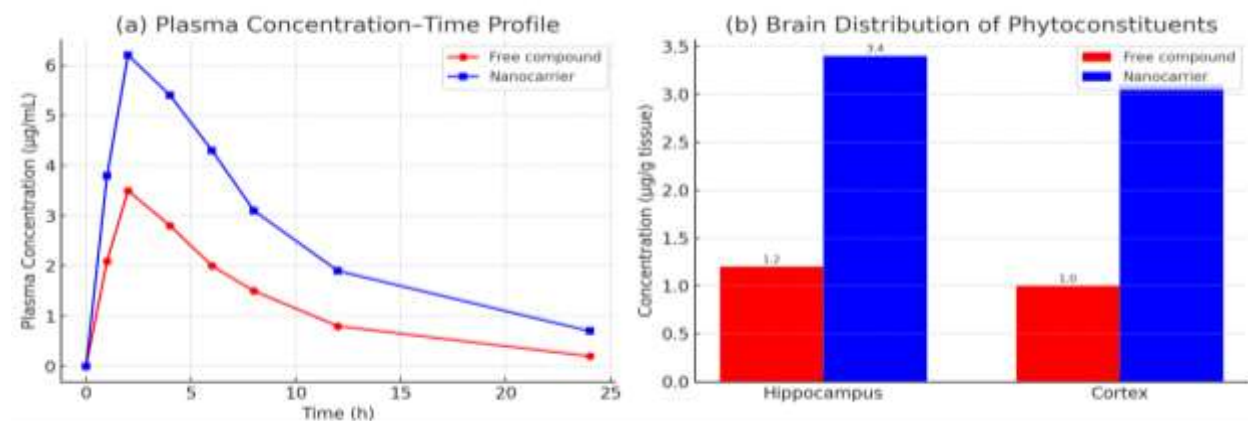 (a) Plasma Concentration–Time Profile
Free compound
Nanocarrier
Plasma Concentration (µg/mL)
6
5
4
3
2
1
0
0 5 10 15 20 25
Time (h)
(b) Brain Distribution of Phytoconstituents
Free compound
Nanocarrier
Concentration (µg/g tissue)
3.5
3.0
2.5
2.0
1.5
1.0
0.5
0.0
1.2
3.4
1.0
Hippocampus Cortex